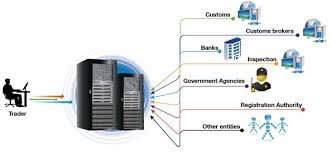 Customs
Customs brokers
Banks
Inspection
Government Agencies
Trader
Registration Authority
Other entities